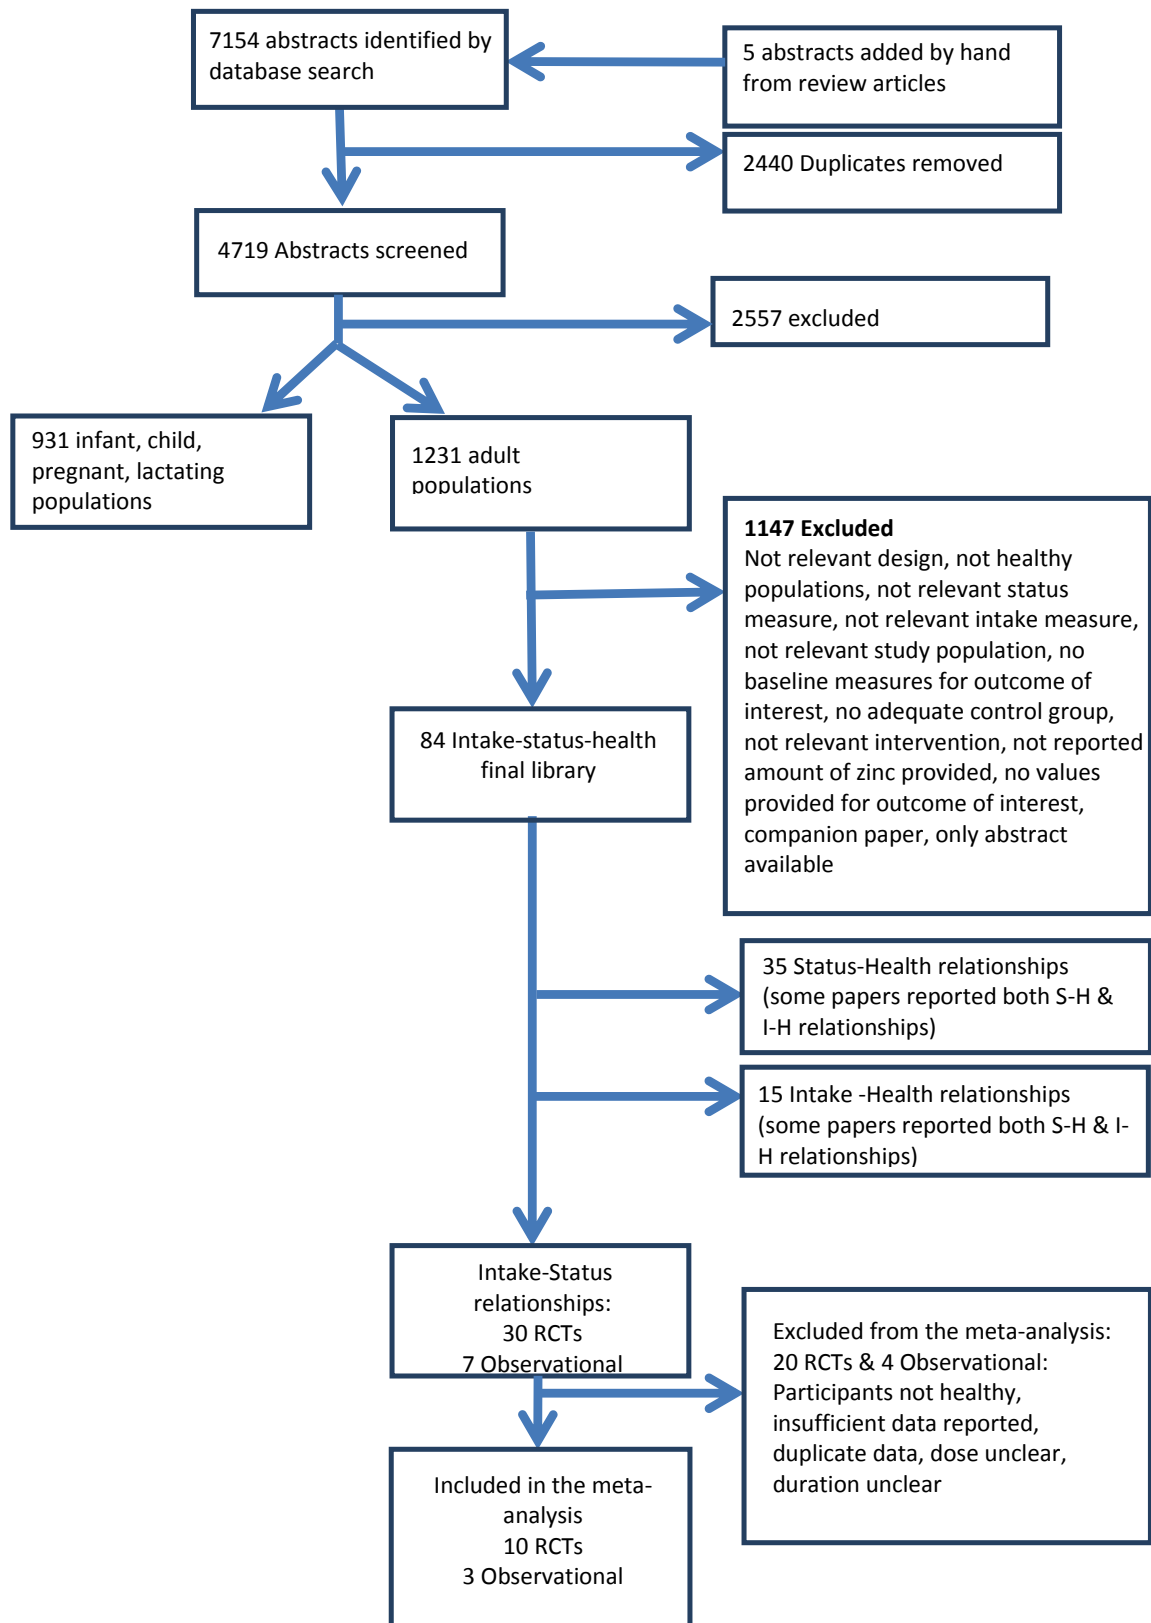 7154 abstracts identified by
database search
5 abstracts added by hand
from review articles
2440 Duplicates removed
4719 Abstracts screened
2557 excluded
931 infant, child,
pregnant, lactating
populations
1231 adult
populations
1147 Excluded
Not relevant design, not healthy
populations, not relevant status
measure, not relevant intake measure,
not relevant study population, no
baseline measures for outcome of
interest, no adequate control group,
not relevant intervention, not reported
amount of zinc provided, no values
provided for outcome of interest,
companion paper, only abstract
available
84 Intake-status-health
final library
35 Status-Health relationships
(some papers reported both S-H &
I-H relationships)
15 Intake -Health relationships
(some papers reported both S-H & I-
H relationships)
Intake-Status
relationships:
30 RCTs
7 Observational
Excluded from the meta-analysis:
20 RCTs & 4 Observational:
Participants not healthy,
insufficient data reported,
duplicate data, dose unclear,
duration unclear
Included in the meta-
analysis
10 RCTs
3 Observational